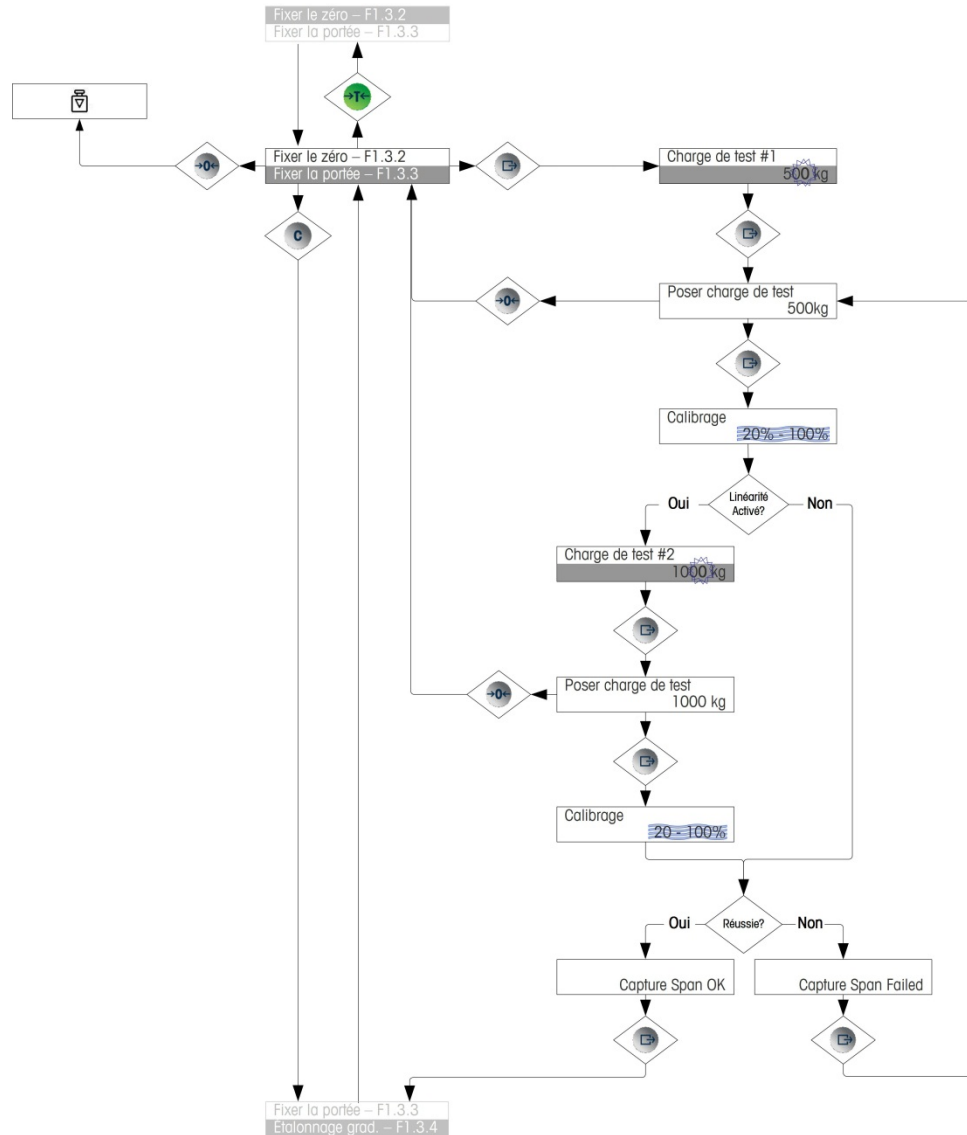 Fixer le zéro – F1.3.2
Fixer la portée – F1.3.3
→T←
→0←
Fixer le zéro – F1.3.2
Fixer la portée – F1.3.3
Charge de test #1
500 kg
C
Poser charge de test
500kg
→0←
Calibrage
20% - 100%
Linéarité
Activé?
Oui
Non
Charge de test #2
1000 kg
Poser charge de test
1000 kg
→0←
Calibrage
20 - 100%
Réussie?
Oui
Non
Capture Span OK
Capture Span Failed
Fixer la portée – F1.3.3
Etalonnage grad. – F1.3.4